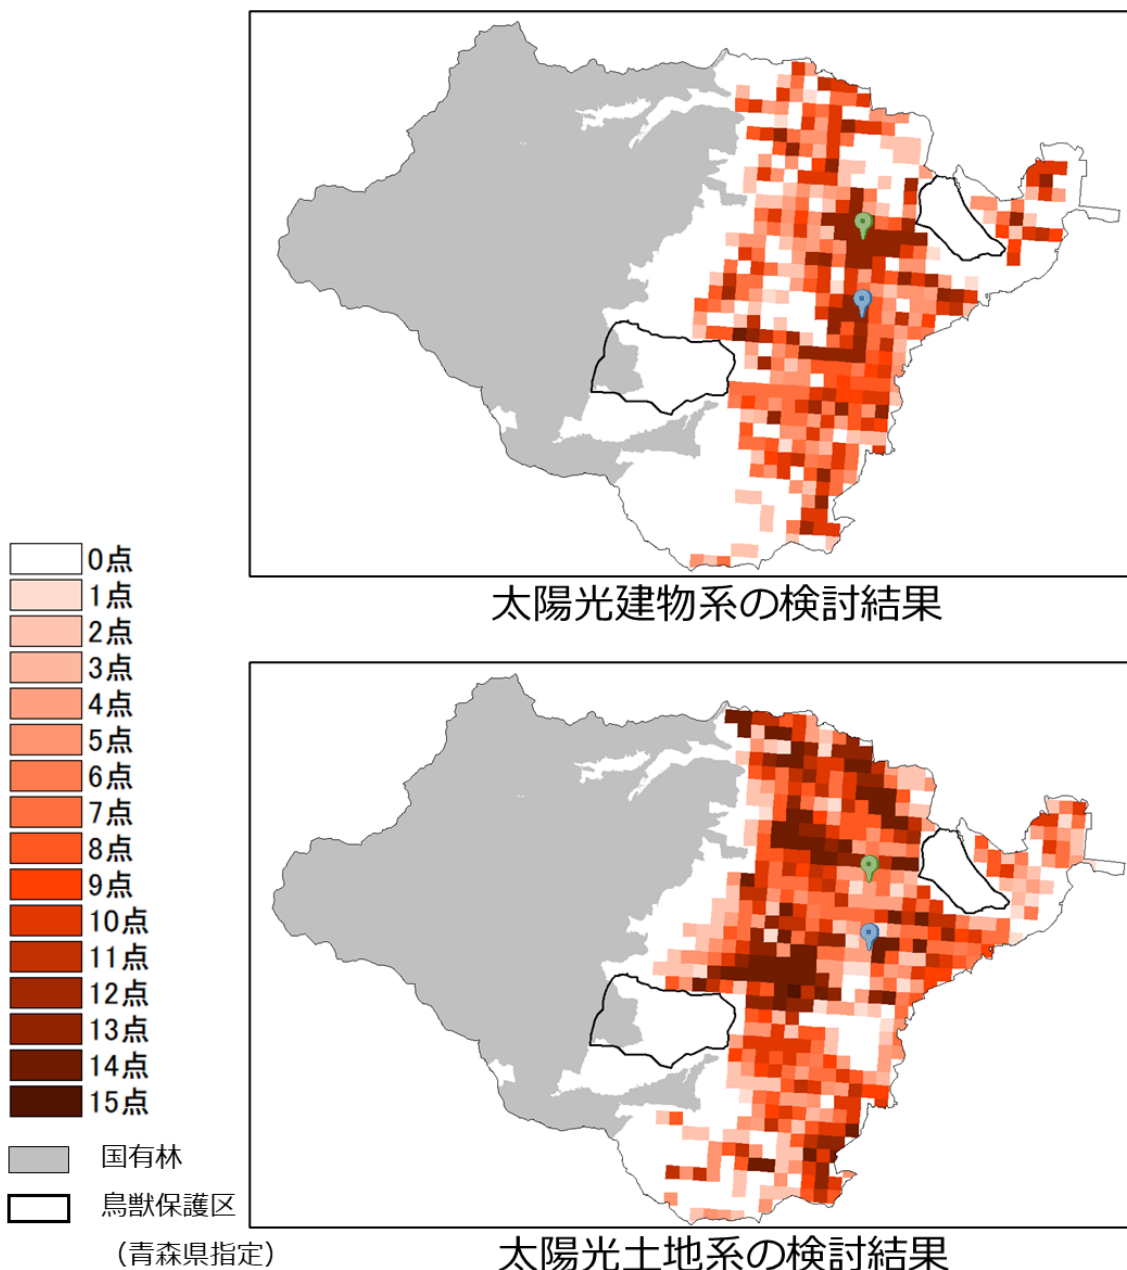 太陽光建物系の検討結果
0点
1点
2点
3点
4点
5点
6点
7点
8点
9点
10点
11点
12点
13点
14点
15点
国有林
鳥獣保護区
（青森県指定）
太陽光土地系の検討結果